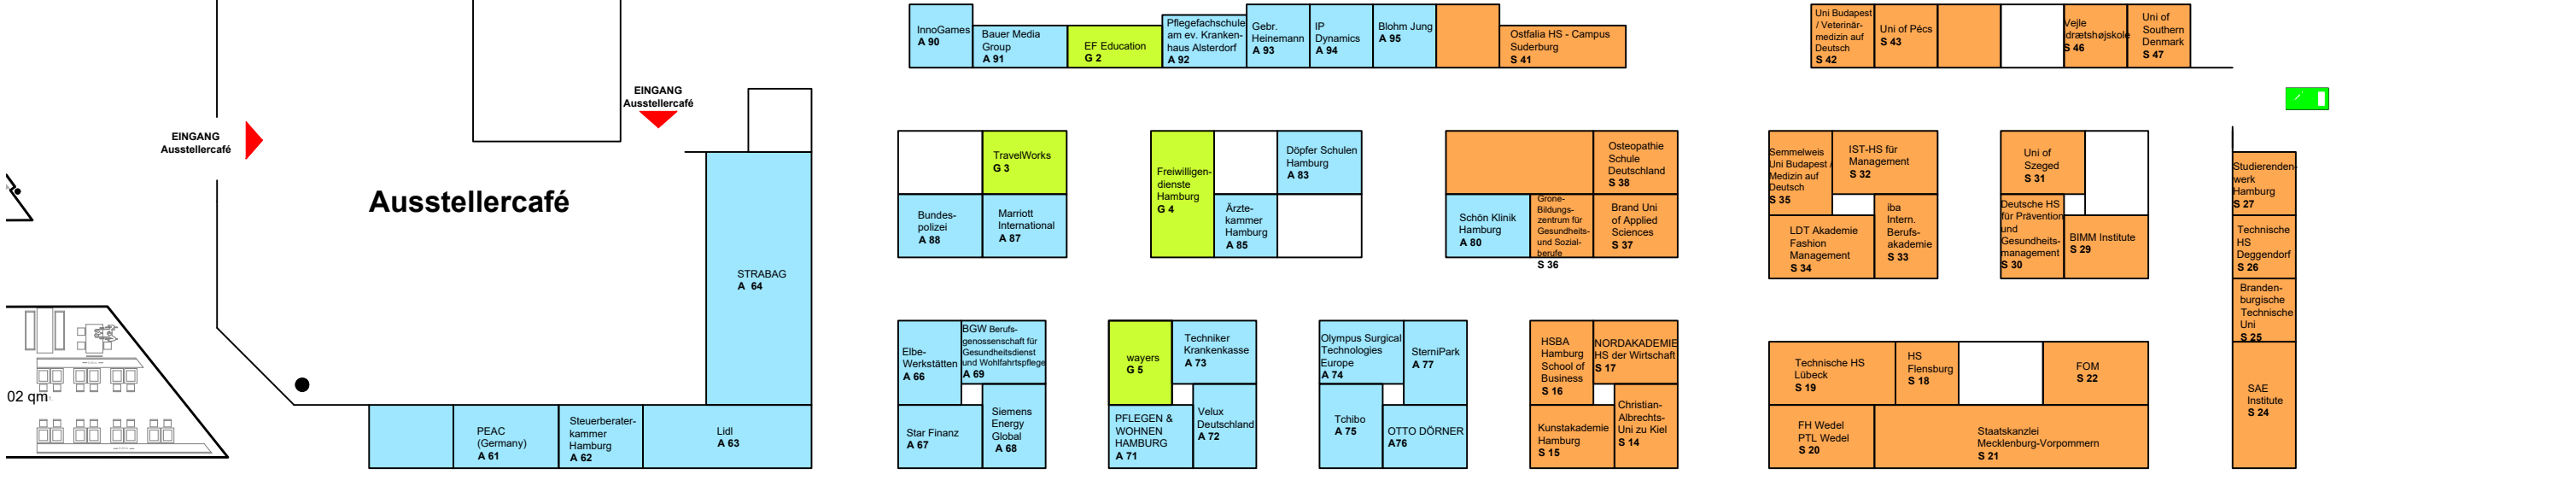 InnoGames
A 90
Bauer Media
Group
A 91
EF Education
G 2
Pflegefachschule
am ev. Kranken-
haus Alsterdorf
A 92
Gebr.
Heinemann
A 93
IP
Dynamics
A 94
Blohm Jung
A 95
Ostfalia HS - Campus
Suderburg
S 41
Uni Budapest
/ Veterinär-
medizin auf
Deutsch
S 42
Uni of Pécs
S 43
Vejle
Idrætshøjskole
S 46
Uni of
Southern
Denmark
S 47
EINGANG
Ausstellercafé
EINGANG
Ausstellercafé
Ausstellercafé
STRABAG
A 64
TravelWorks
G 3
Bundes-
polizei
A 88
Marriott
International
A 87
Freiwilligen-
dienste
Hamburg
G 4
Döpfer Schulen
Hamburg
A 83
Ärzte-
kammer
Hamburg
A 85
Osteopathie
Schule
Deutschland
S 38
Schön Klinik
Hamburg
A 80
Grone-
Bildungs-
zentrum für
Gesundheits-
und Sozial-
berufe
S 36
Brand Uni
of Applied
Sciences
S 37
Semmelweis
Uni Budapest /
Medizin auf
Deutsch
S 35
IST-HS für
Management
S 32
LDT Akademie
Fashion
Management
S 34
iba
Intern.
Berufs-
akademie
S 33
Uni of
Szeged
S 31
Deutsche HS
für Prävention
und
Gesundheits-
management
S 30
BIMM Institute
S 29
Studierenden-
werk
Hamburg
S 27
Technische
HS
Deggendorf
S 26
Branden-
burgische
Technische
Uni
S 25
SAE
Institute
S 24
02 qm
PEAC
(Germany)
A 61
Steuerberater-
kammer
Hamburg
A 62
Lidl
A 63
Elbe-
Werkstätten
A 66
BGW Berufs-
genossenschaft für
Gesundheitsdienst
und Wohlfahrtspflege
A 69
Star Finanz
A 67
Siemens
Energy
Global
A 68
wayers
G 5
Techniker
Krankenkasse
A 73
PFLEGEN &
WOHNEN
HAMBURG
A 71
Velux
Deutschland
A 72
Olympus Surgical
Technologies
Europe
A 74
SterniPark
A 77
Tchibo
A 75
OTTO DÖRNER
A76
HSBA
Hamburg
School of
Business
S 16
NORDAKADEMIE
HS der Wirtschaft
S 17
Kunstakademie
Hamburg
S 15
Christian-
Albrechts-
Uni zu Kiel
S 14
Technische HS
Lübeck
S 19
HS
Flensburg
S 18
FOM
S 22
FH Wedel
PTL Wedel
S 20
Staatskanzlei
Mecklenburg-Vorpommern
S 21